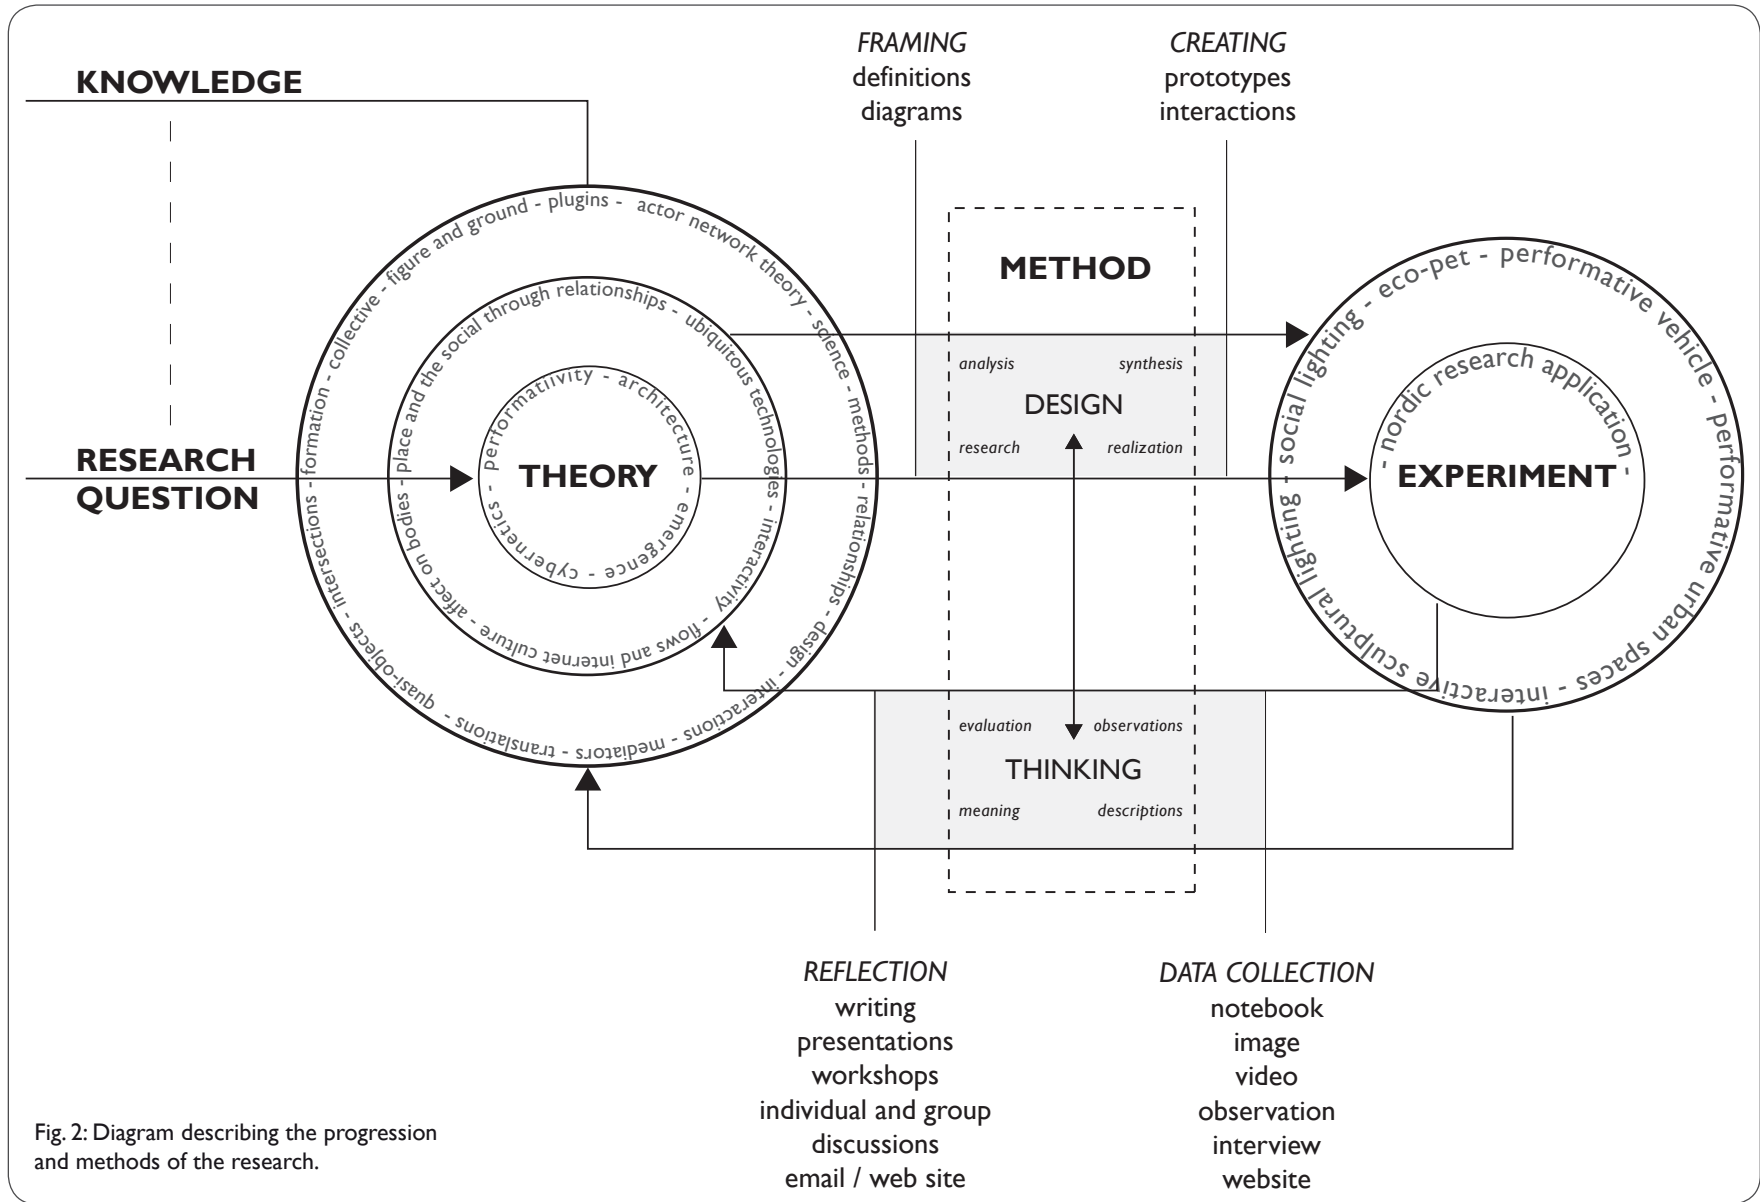 FRAMING
definitions
diagrams
CREATING
prototypes
interactions
KNOWLEDGE
RESEARCH
QUESTION
formation - collective - figure and ground - plugins - actor network theory - science - methods - relationships - design - interactions - mediators - translations - quasi-objects - intersections -
place and the social through relationships - ubiquitous technologies - interactivity - flows and internet culture - affect on bodies -
performatiivity - architecture - emergence - cybernetics -
THEORY
METHOD
analysis
synthesis
DESIGN
research
realization
evaluation
observations
THINKING
meaning
descriptions
- social lighting - eco-pet - performative vehicle - performative urban spaces - interactive sculptural lighting
- nordic research application -
EXPERIMENT
REFLECTION
writing
presentations
workshops
individual and group
discussions
email / web site
DATA COLLECTION
notebook
image
video
observation
interview
website
Fig. 2: Diagram describing the progression
and methods of the research.